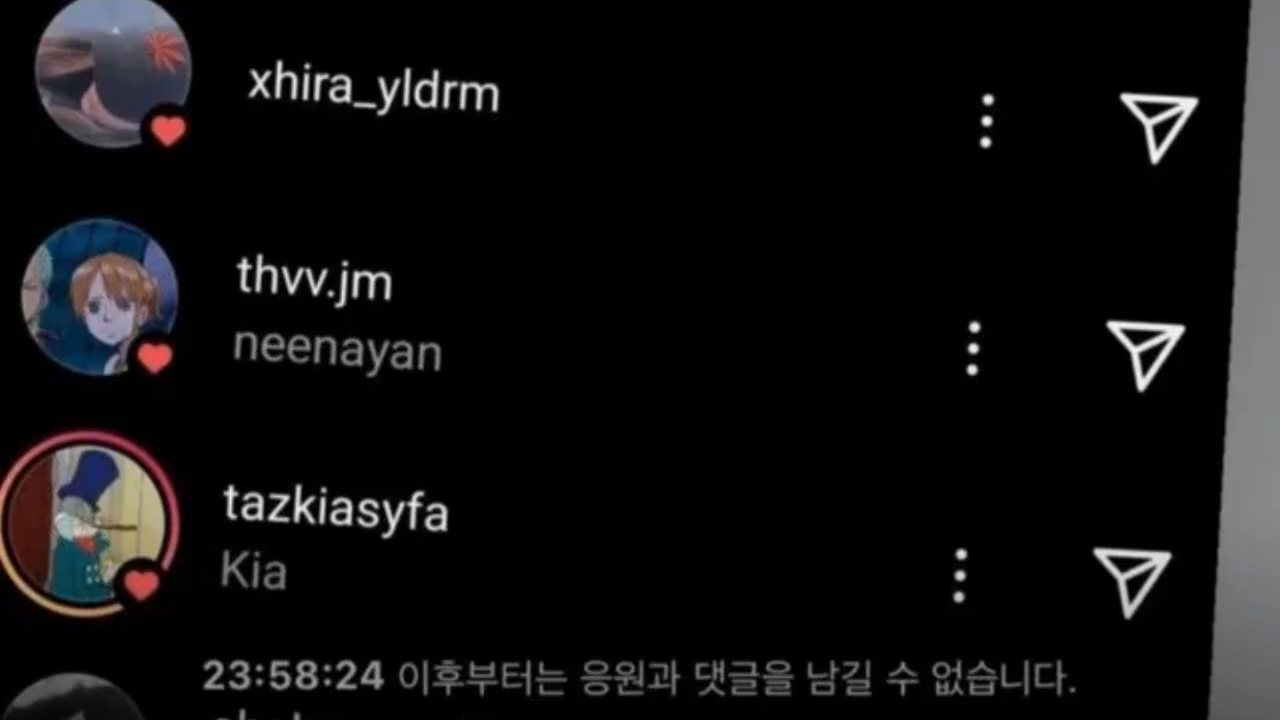 xhira_yldrm
thvv.jm
neenayan
tazkiasyfa
Kia
23:58:24 이후부터는 응원과 댓글을 남길 수 없습니다.